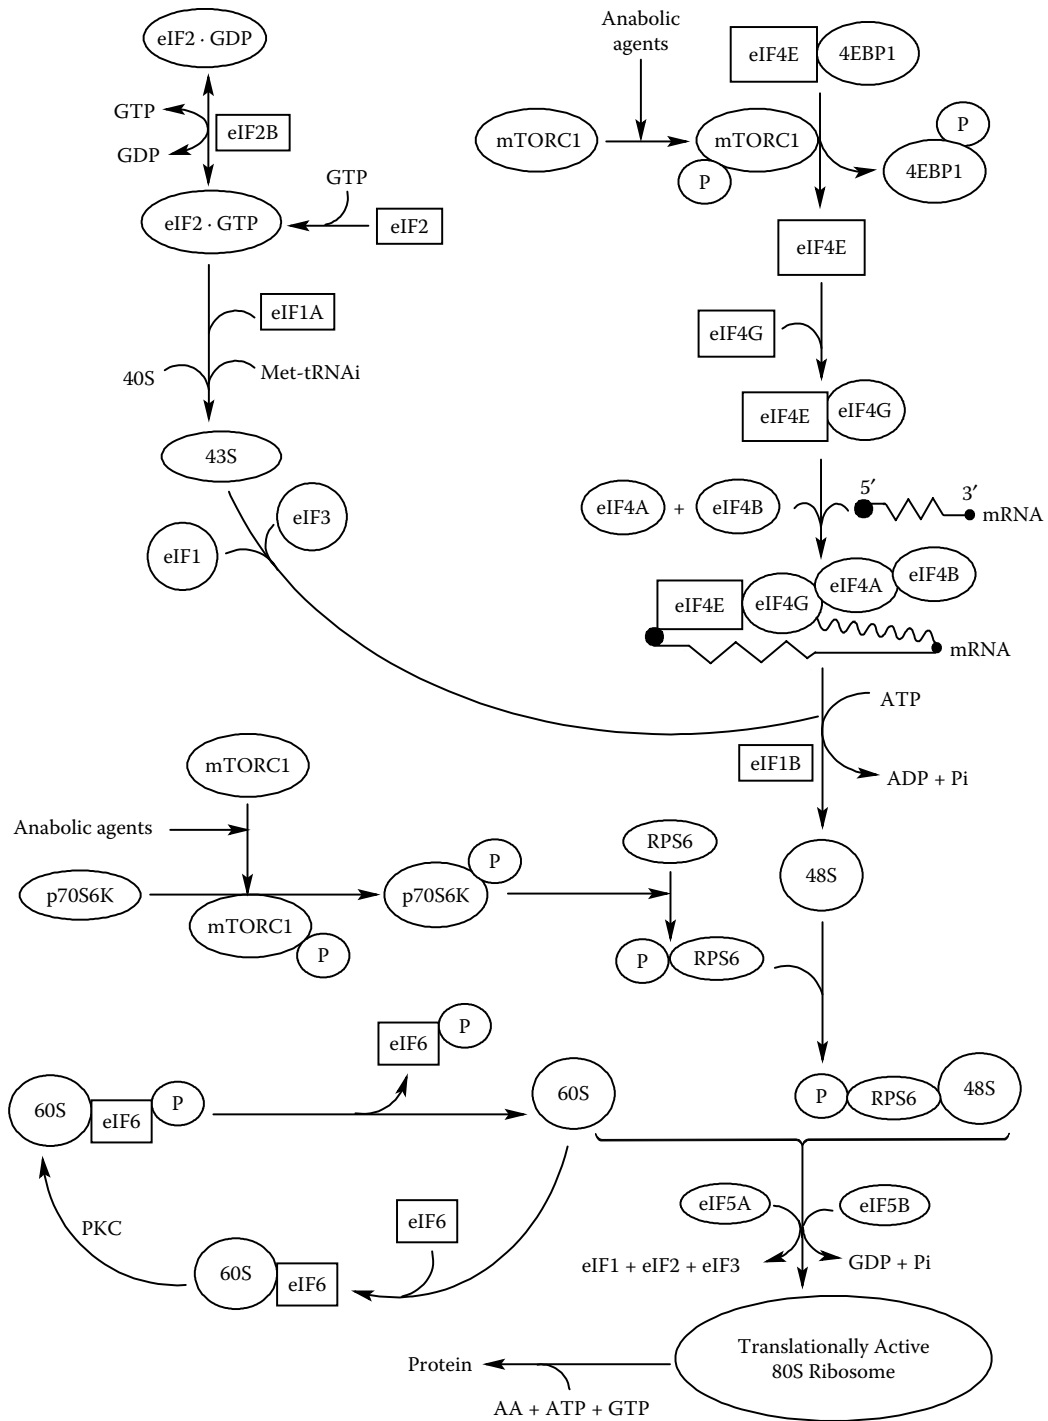 eIF2 · GDP
GTP
eIF2B
GDP
GTP
eIF2 · GTP
eIF2
eIF1A
40S
Met-tRNAi
43S
eIF3
eIF1
Anabolic
agents
eIF4E
4EBP1
mTORC1
mTORC1
P
P
4EBP1
eIF4E
eIF4G
eIF4E
eIF4G
eIF4A
+
eIF4B
5′
3′
mRNA
eIF4E
eIF4G
eIF4A
eIF4B
mRNA
ATP
eIF1B
ADP + Pi
48S
mTORC1
Anabolic agents
p70S6K
mTORC1
P
p70S6K
P
RPS6
P
RPS6
P
RPS6
48S
60S
eIF6
P
eIF6
P
60S
eIF6
60S
eIF6
PKC
eIF5A
eIF5B
eIF1 + eIF2 + eIF3
GDP + Pi
Translationally Active
80S Ribosome
Protein
AA + ATP + GTP